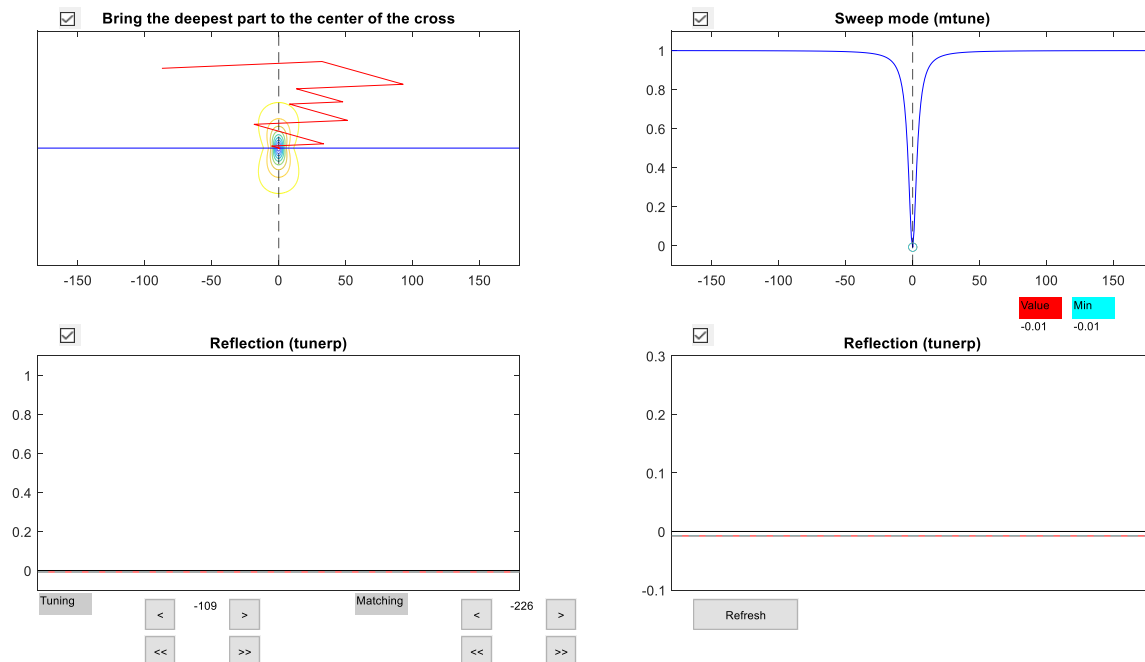 Bring the deepest part to the center of the cross
-150 -100 -50 0 50 100 150
Sweep mode (mtune)
1
0.8
0.6
0.4
0.2
0
-150 -100 -50 0 50 100 150
Value Min
-0.01 -0.01
Reflection (tunerp)
1
0.8
0.6
0.4
0.2
0
Reflection (tunerp)
0.3
0.2
0.1
0
-0.1
Tuning < -109 > Matching < -226 >
<< >> << >>
Refresh